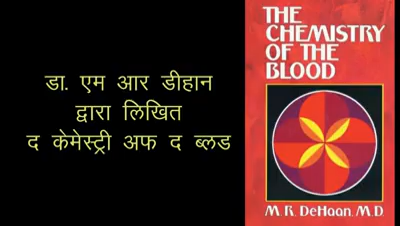 डा. एम आर डीहान
द्वारा लिखित
द केमेस्ट्री अफ द ब्लड
THE
CHEMISTRY
OF THE
BLOOD
M. R. DeHaan, M.D.